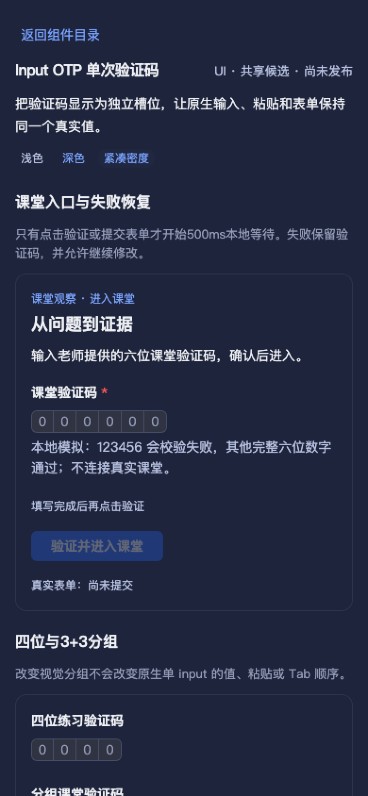 返回组件目录
Input OTP 单次验证码 UI · 共享候选 · 尚未发布
把验证码显示为独立槽位，让原生输入、粘贴和表单保持
同一个真实值。
浅色 深色 紧凑密度
课堂入口与失败恢复
只有点击验证或提交表单才开始500ms本地等待。失败保留验
证码，并允许继续修改。
课堂观察 · 进入课堂
从问题到证据
输入老师提供的六位课堂验证码，确认后进入。
课堂验证码 *
0 0 0 0 0 0
本地模拟：123456 会校验失败，其他完整六位数字
通过；不连接真实课堂。
填写完成后再点击验证
验证并进入课堂
真实表单：尚未提交
四位与3+3分组
改变视觉分组不会改变原生单 input 的值、粘贴或 Tab 顺序。
四位练习验证码
0 0 0 0
分组课堂验证码